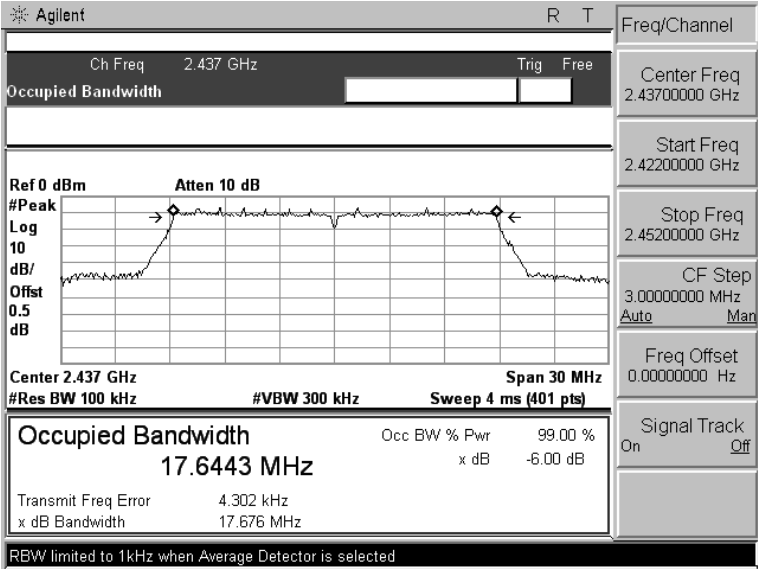 Agilent R T
Freq/Channel
Ch Freq 2.437 GHz Trig Free
Occupied Bandwidth
Center Freq
2.43700000 GHz
Start Freq
2.42200000 GHz
Stop Freq
2.45200000 GHz
CF Step
3.00000000 MHz
Auto Man
Freq Offset
0.00000000 Hz
Signal Track
On Off
Ref 0 dBm Atten 10 dB
#Peak
Log
10
dB/
Offst
0.5
dB
Center 2.437 GHz Span 30 MHz
#Res BW 100 kHz #VBW 300 kHz Sweep 4 ms (401 pts)
Occupied Bandwidth
17.6443 MHz
Occ BW % Pwr 99.00 %
x dB -6.00 dB
Transmit Freq Error 4.302 kHz
x dB Bandwidth 17.676 MHz
RBW limited to 1kHz when Average Detector is selected